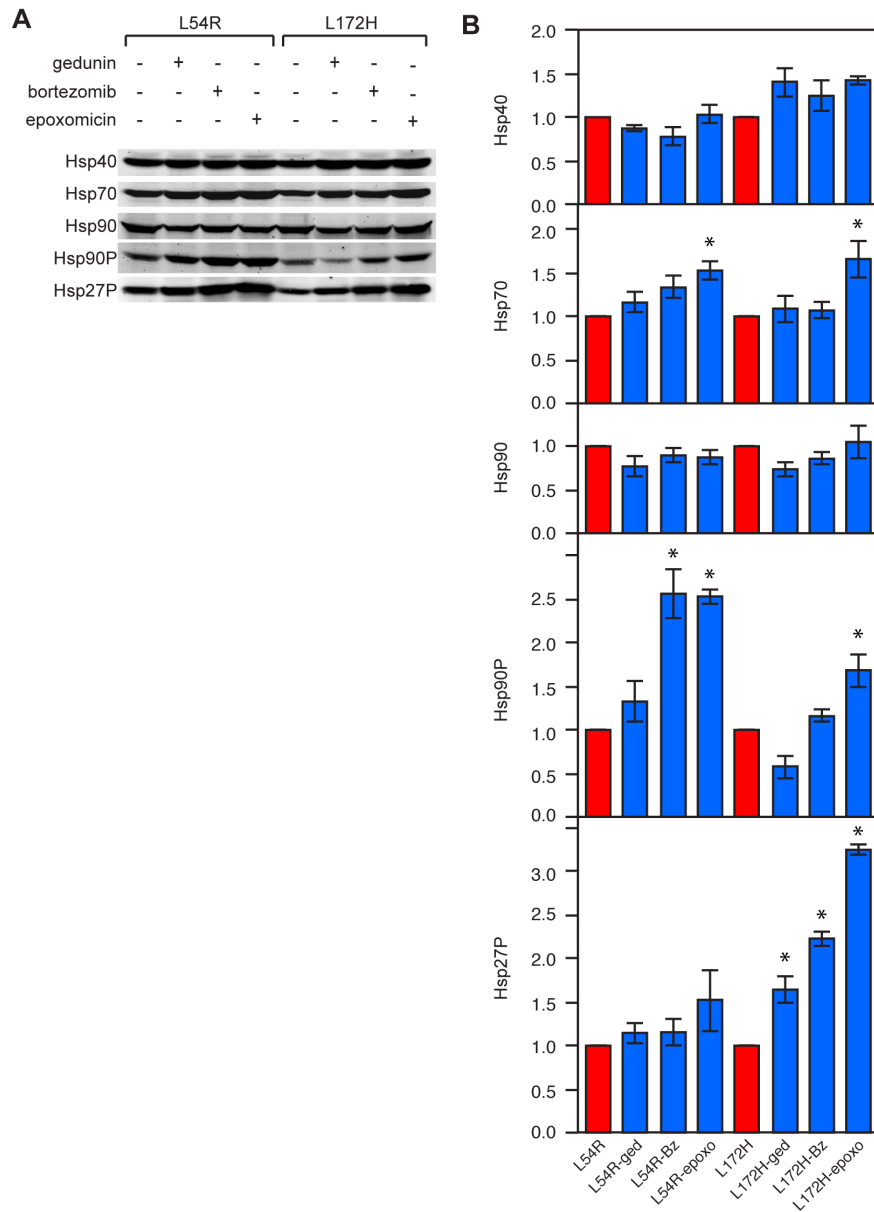 A
L54R L172H
gedunin - + - - - + - -
bortezomib - - + - - - + -
epoxomicin - - - + - - - +
Hsp40
Hsp70
Hsp90
Hsp90P
Hsp27P
B
Hsp40
2.0
1.5
1.0
0.5
0.0
Hsp70
2.0
1.5
1.0
0.5
0.0
* *
Hsp90
1.0
0.5
0.0
Hsp90P
2.5
2.0
1.5
1.0
0.5
0.0
* * *
Hsp27P
3.0
2.5
2.0
1.5
1.0
0.5
0.0
* * *
L54R
L54R-ged
L54R-Bz
L54R-epoxo
L172H
L172H-ged
L172H-Bz
L172H-epoxo